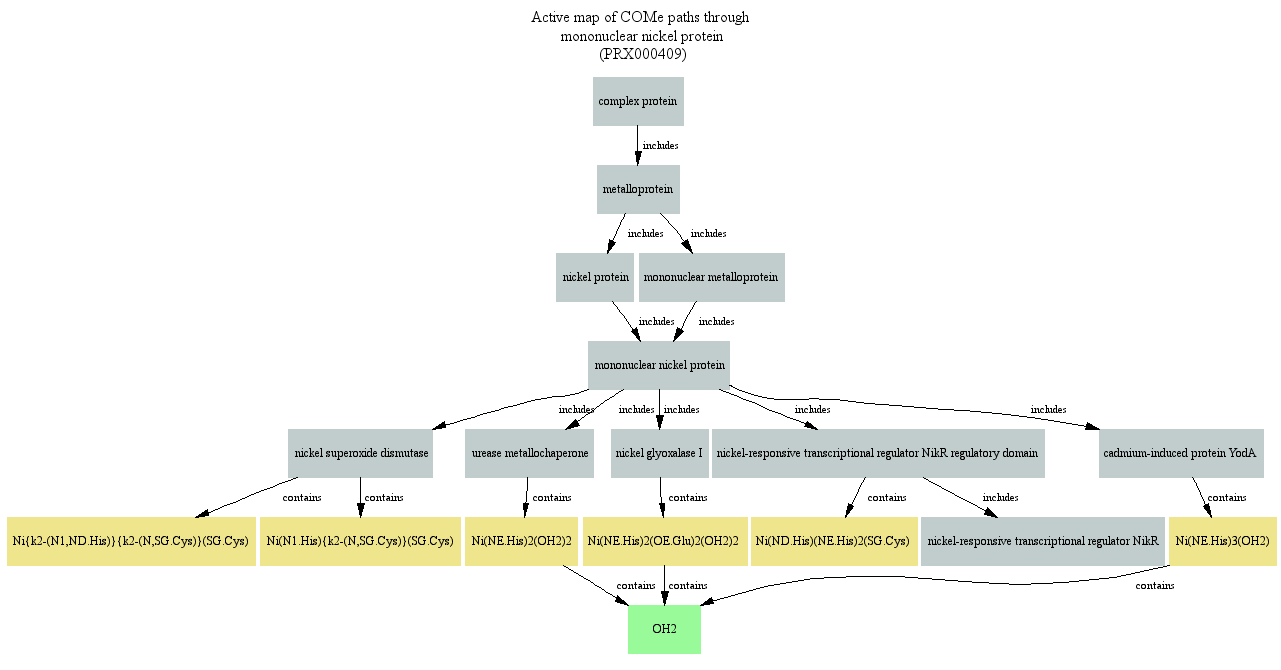 Active map of COMe paths through
mononuclear nickel protein
(PRX000409)
complex protein
includes
metalloprotein
includes
includes
nickel protein
mononuclear metalloprotein
includes
includes
mononuclear nickel protein
includes
includes
includes
includes
includes
nickel superoxide dismutase
urease metallochaperone
nickel glyoxalase I
nickel-responsive transcriptional regulator NikR regulatory domain
cadmium-induced protein YodA
contains
contains
contains
contains
contains
includes
contains
Ni{k2-(N1,ND.His)}{k2-(N,SG.Cys)}(SG.Cys)
Ni(N1.His){k2-(N,SG.Cys)}(SG.Cys)
Ni(NE.His)2(OH2)2
Ni(NE.His)2(OE.Glu)2(OH2)2
Ni(ND.His)(NE.His)2(SG.Cys)
nickel-responsive transcriptional regulator NikR
Ni(NE.His)3(OH2)
contains
contains
contains
OH2